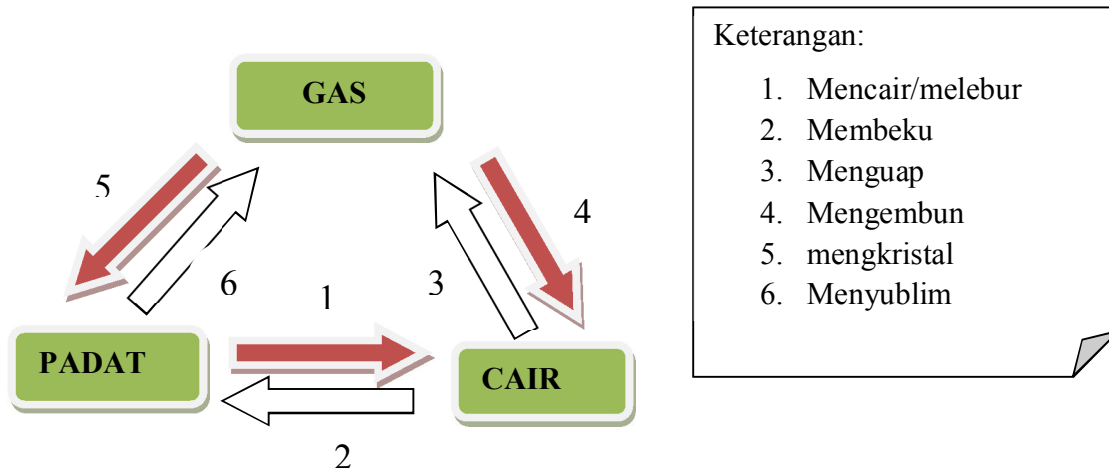 GAS
5
4
6
1
3
PADAT
CAIR
2
Keterangan:
1. Mencair/melebur
2. Membeku
3. Menguap
4. Mengembun
5. mengkristal
6. Menyublim